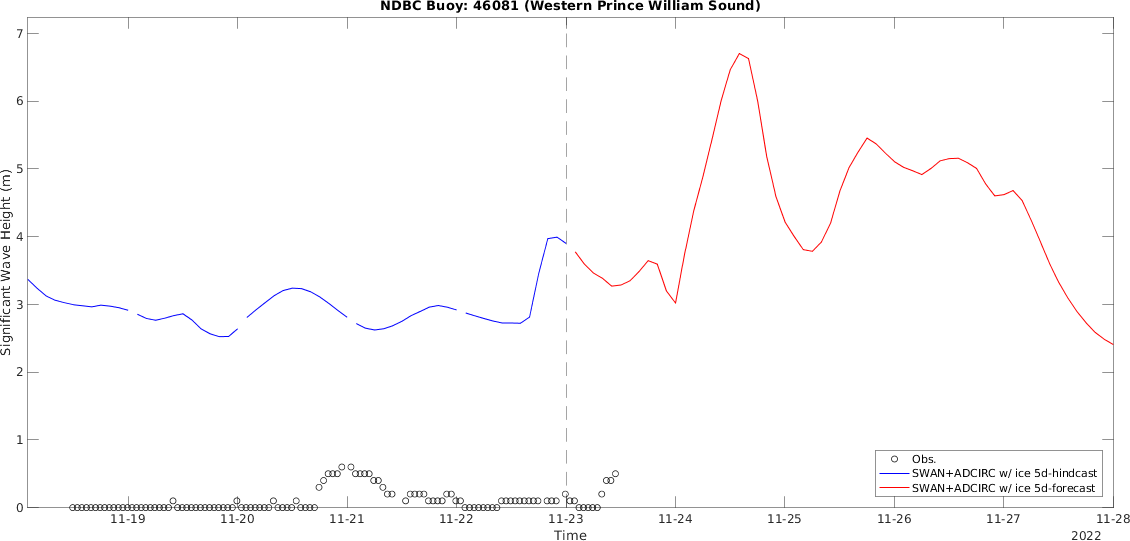 NDBC Buoy: 46081 (Western Prince William Sound)
Significant Wave Height (m)
7
6
5
4
3
2
1
0
Obs.
SWAN+ADCIRC w/ ice 5d-hindcast
SWAN+ADCIRC w/ ice 5d-forecast
11-19 11-20 11-21 11-22 11-23 11-24 11-25 11-26 11-27 11-28
Time
2022